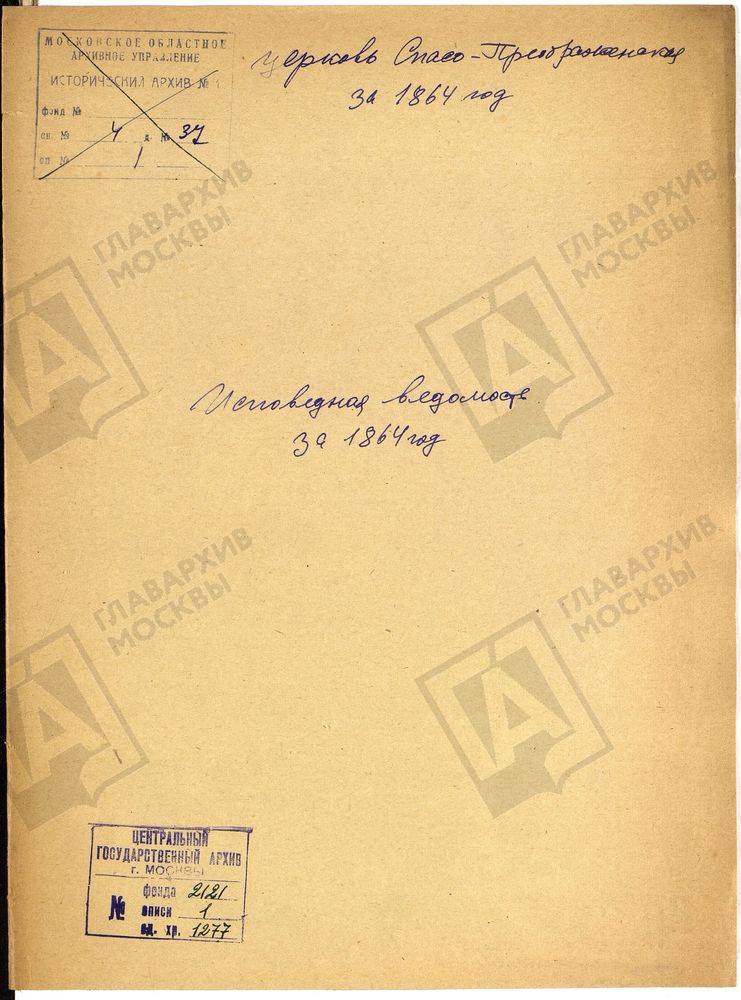 МОСКОВСКОЕ ОБЛАСТНОЕ
АРХИВНОЕ УПРАВЛЕНИЕ
ИСТОРИЧЕСКИЙ АРХИВ № 1
фонд №
св. № 4 д. № 37
оп. № 1
Церковь Спасо-Преображенская
за 1864 год
ГЛАВАРХИВ
МОСКВЫ
ГЛАВАРХИВ
МОСКВЫ
Исповедная ведомость
за 1864 год
ГЛАВАРХИВ
МОСКВЫ
ГЛАВАРХИВ
МОСКВЫ
ЦЕНТРАЛЬНЫЙ
ГОСУДАРСТВЕННЫЙ АРХИВ
г. МОСКВЫ
№ фонда 2121
описи 1
ед. хр. 1277